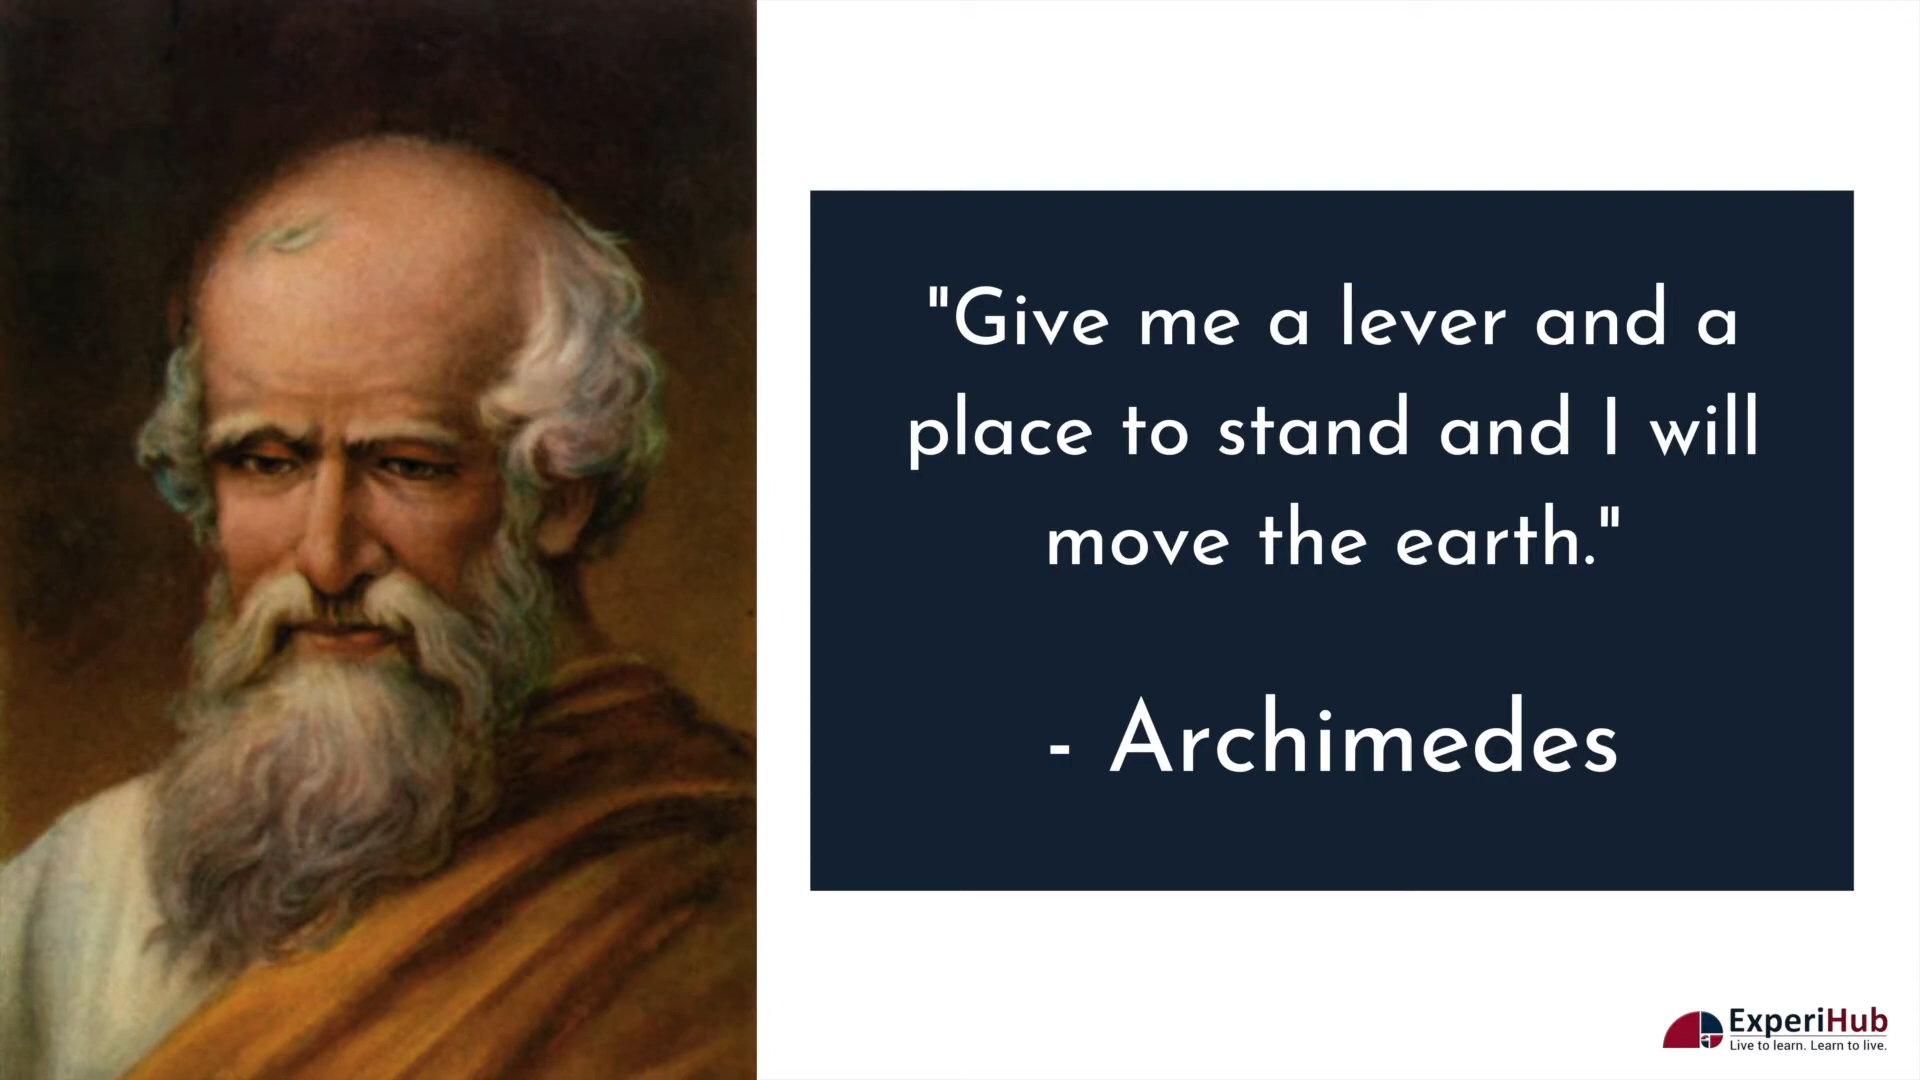 "Give me a lever and a
place to stand and I will
move the earth."
- Archimedes
ExperiHub
Live to learn. Learn to live.